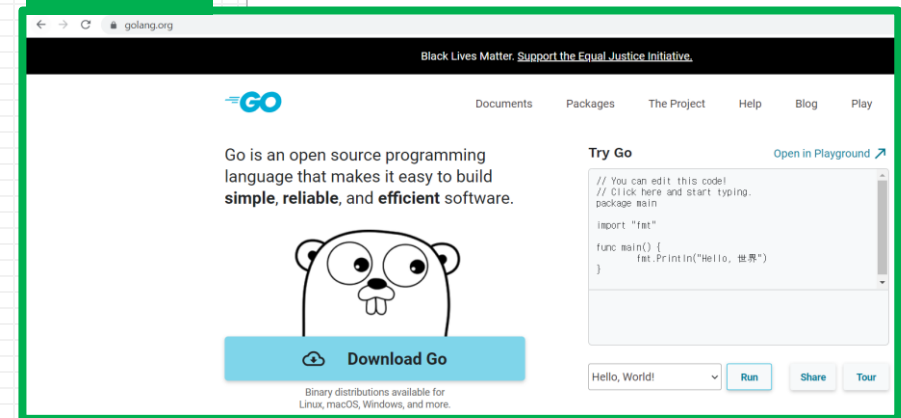 golang.org
Black Lives Matter. Support the Equal Justice Initiative.
GO
Documents Packages The Project Help Blog Play
Go is an open source programming
language that makes it easy to build
simple, reliable, and efficient software.
Download Go
Binary distributions available for
Linux, macOS, Windows, and more.
Try Go Open in Playground
// You can edit this code!
// Click here and start typing.
package main
import "fmt"
func main() {
fmt.Println("Hello, 世界")
}
Hello, World! Run Share Tour